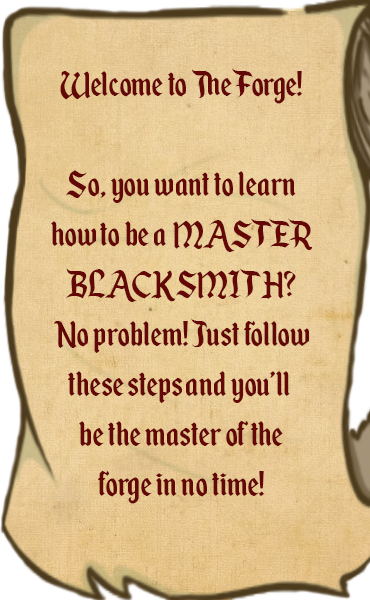 Welcome to The Forge!
So, you want to learn
how to be a MASTER
BLACKSMITH?
No problem! Just follow
these steps and you'll
be the master of the
forge in no time!